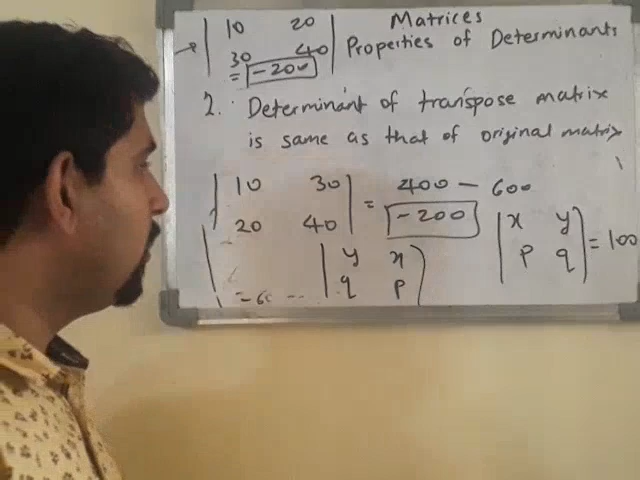 10 20 Matrices
30 40 Properties of Determinants
= -200
2. Determinant of transpose matrix
is same as that of original matrix
10 30 = 400 - 600
20 40 -200
x y
p q = 100
y x
q p